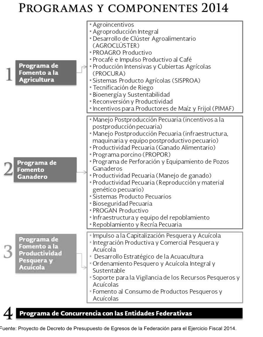 PROGRAMAS Y COMPONENTES 2014
1
Programa de
Fomento a la
Agricultura
• Agroincentivos
• Agroproducción Integral
• Desarrollo de Clúster Agroalimentario
(AGROCLÚSTER)
• PROAGRO Productivo
• Procafé e Impulso Productivo al Café
• Producción Intensivas y Cubiertas Agrícolas
(PROCURA)
• Sistemas Producto Agrícolas (SISPROA)
• Tecnificación de Riego
• Bioenergía y Sustentabilidad
• Reconversión y Productividad
• Incentivos para Productores de Maíz y Frijol (PIMAF)
2
Programa de
Fomento
Ganadero
• Manejo Postproducción Pecuaria (incentivos a la
postproducción pecuaria)
• Manejo Postproducción Pecuaria (infraestructura,
maquinaria y equipo postproductivo pecuario)
• Productividad Pecuaria (Ganado Alimentario)
• Programa porcino (PROPOR)
• Programa de Perforación y Equipamiento de Pozos
Ganaderos
• Productividad Pecuaria (Manejo de ganado)
• Productividad Pecuaria (Reproducción y material
genético pecuario)
• Sistemas Producto Pecuarios
• Bioseguridad Pecuaria
• PROGAN Productivo
• Infraestructura y equipo del repoblamiento
• Repoblamiento y Recría Pecuaria
3
Programa de
Fomento a la
Productividad
Pesquera y
Acuícola
• Impulso a la Capitalización Pesquera y Acuícola
• Integración Productiva y Comercial Pesquera y
Acuícola
• Desarrollo Estratégico de la Acuacultura
• Ordenamiento Pesquero y Acuícola Integral y
Sustentable
• Soporte para la Vigilancia de los Recursos Pesqueros y
Acuícolas
• Fomento al Consumo de Productos Pesqueros y
Acuícolas
4 Programa de Concurrencia con las Entidades Federativas
Fuente: Proyecto de Decreto de Presupuesto de Egresos de la Federación para el Ejercicio Fiscal 2014.